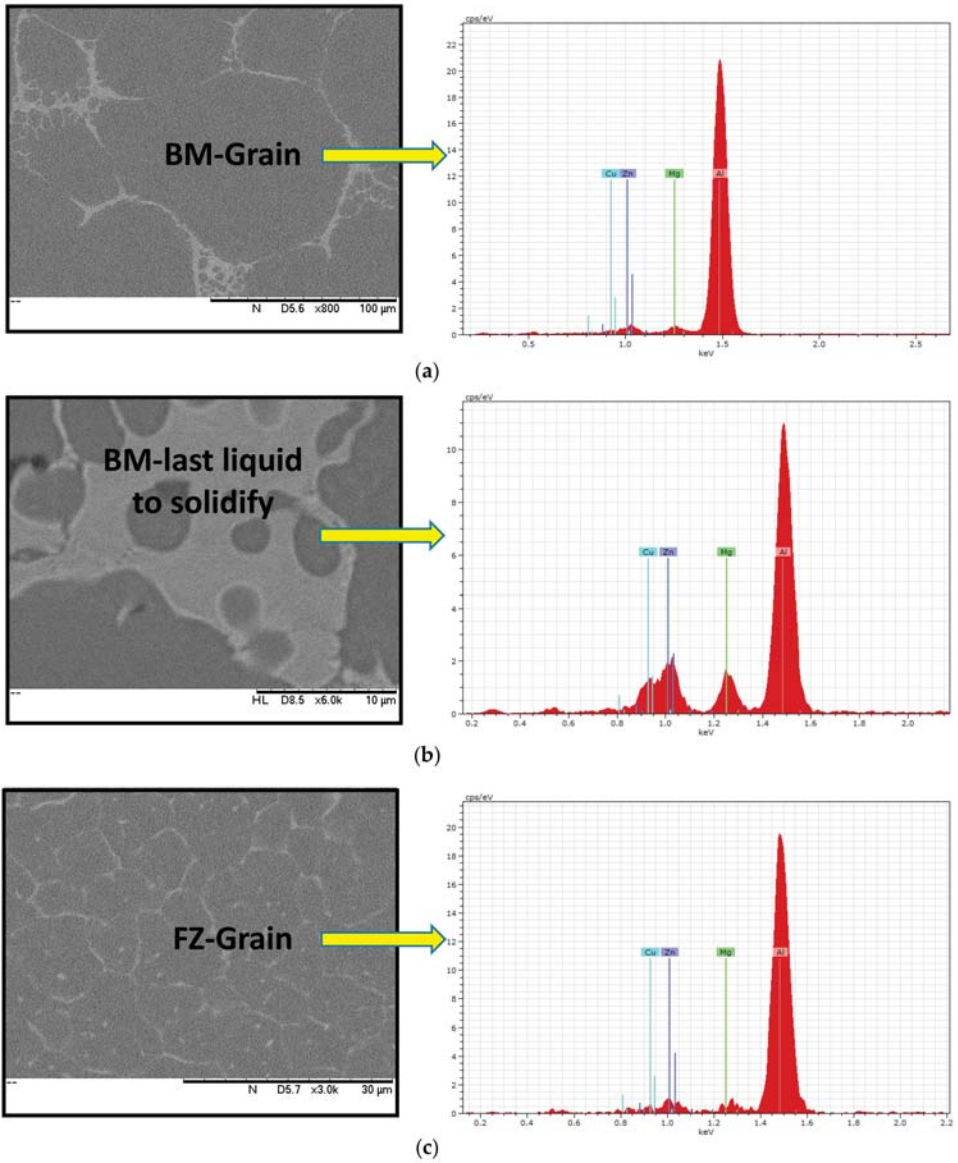 cps/eV
22
20
18
16
14
12
10
8
6
4
2
0
Cu Zn Mg Al
0.5 1.0 1.5 2.0 2.5
keV
BM-Grain
N D5.6 x800 100 µm
(a)
cps/eV
10
8
6
4
2
0
Cu Zn Mg Al
0.2 0.4 0.6 0.8 1.0 1.2 1.4 1.6 1.8 2.0
keV
BM-last liquid
to solidify
HL D8.5 x6.0k 10 µm
(b)
cps/eV
20
18
16
14
12
10
8
6
4
2
0
Cu Zn Mg Al
0.2 0.4 0.6 0.8 1.0 1.2 1.4 1.6 1.8 2.0 2.2
keV
FZ-Grain
N D5.7 x3.0k 30 µm
(c)